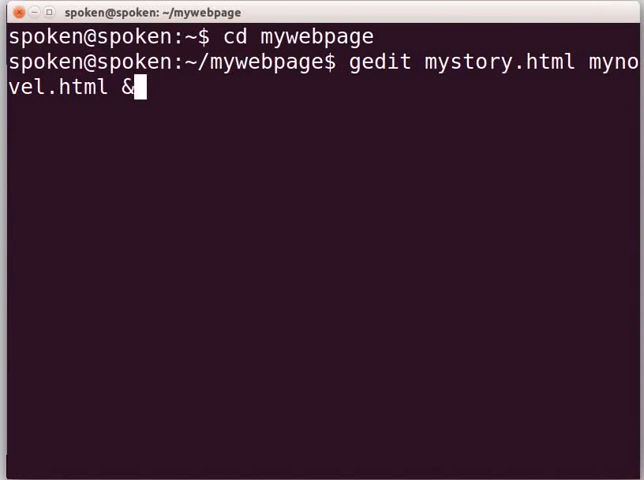 spoken@spoken: ~/mywebpage
spoken@spoken:~$ cd mywebpage
spoken@spoken:~/mywebpage$ gedit mystory.html myno
vel.html &